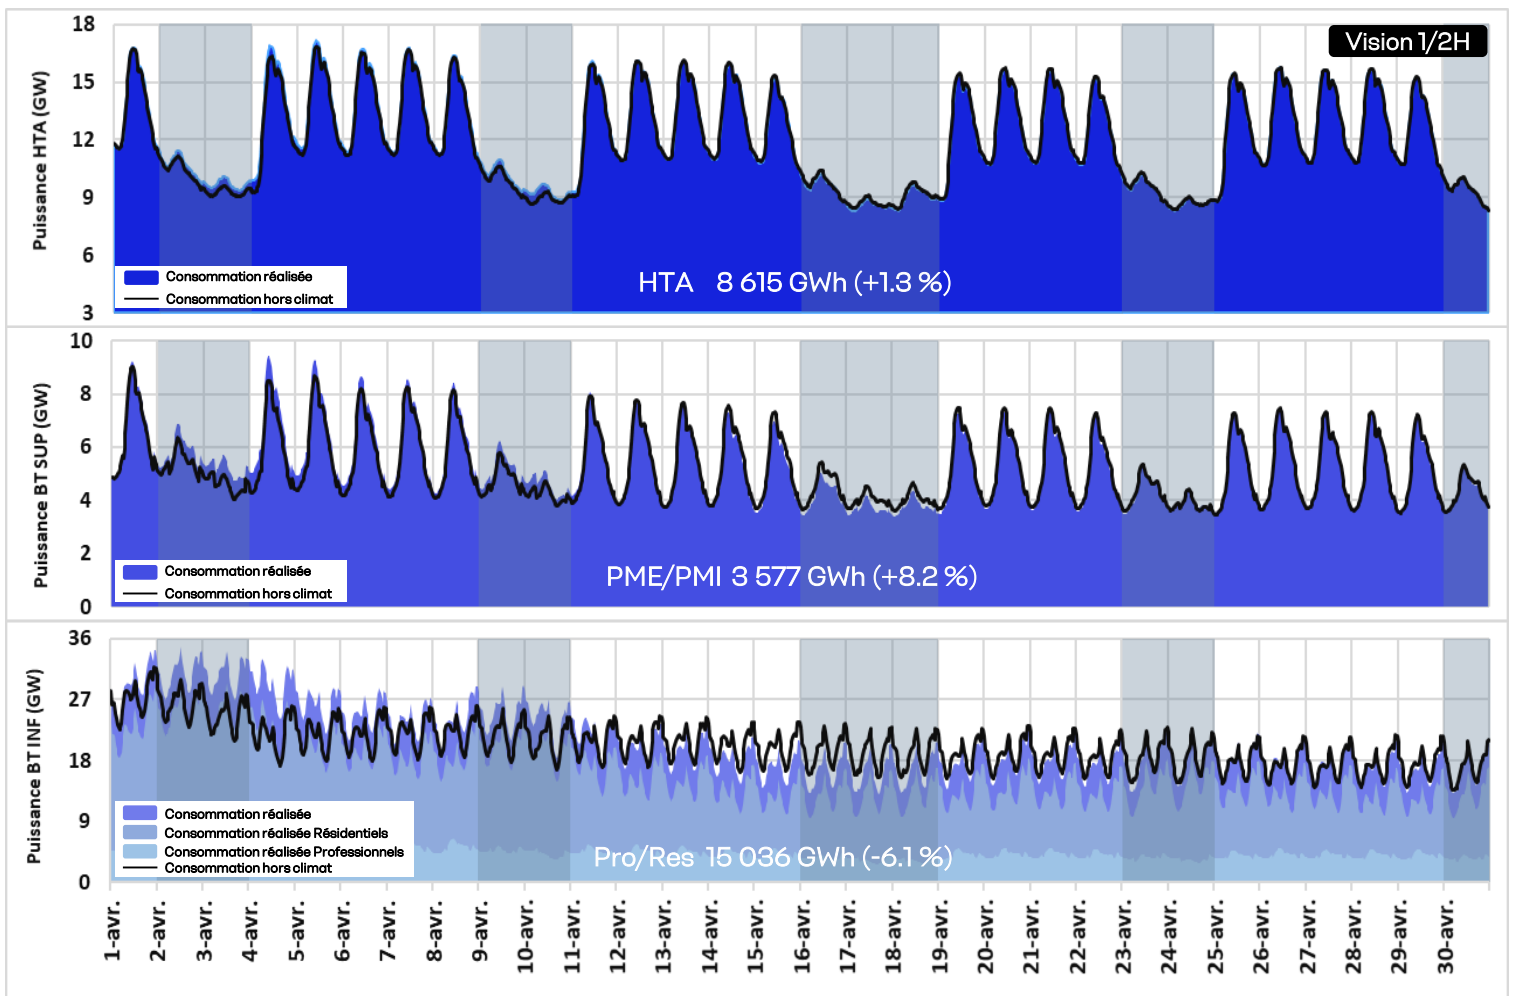 Vision 1/2H
Puissance HTA (GW)
18
15
12
9
6
3
Consommation réalisée
Consommation hors climat
HTA 8 615 GWh (+1.3 %)
Puissance BT SUP (GW)
10
8
6
4
2
0
Consommation réalisée
Consommation hors climat
PME/PMI 3 577 GWh (+8.2 %)
Puissance BT INF (GW)
36
27
18
9
0
Consommation réalisée
Consommation réalisée Résidentiels
Consommation réalisée Professionnels
Consommation hors climat
Pro/Res 15 036 GWh (-6.1 %)
1-avr.
2-avr.
3-avr.
4-avr.
5-avr.
6-avr.
7-avr.
8-avr.
9-avr.
10-avr.
11-avr.
12-avr.
13-avr.
14-avr.
15-avr.
16-avr.
17-avr.
18-avr.
19-avr.
20-avr.
21-avr.
22-avr.
23-avr.
24-avr.
25-avr.
26-avr.
27-avr.
28-avr.
29-avr.
30-avr.